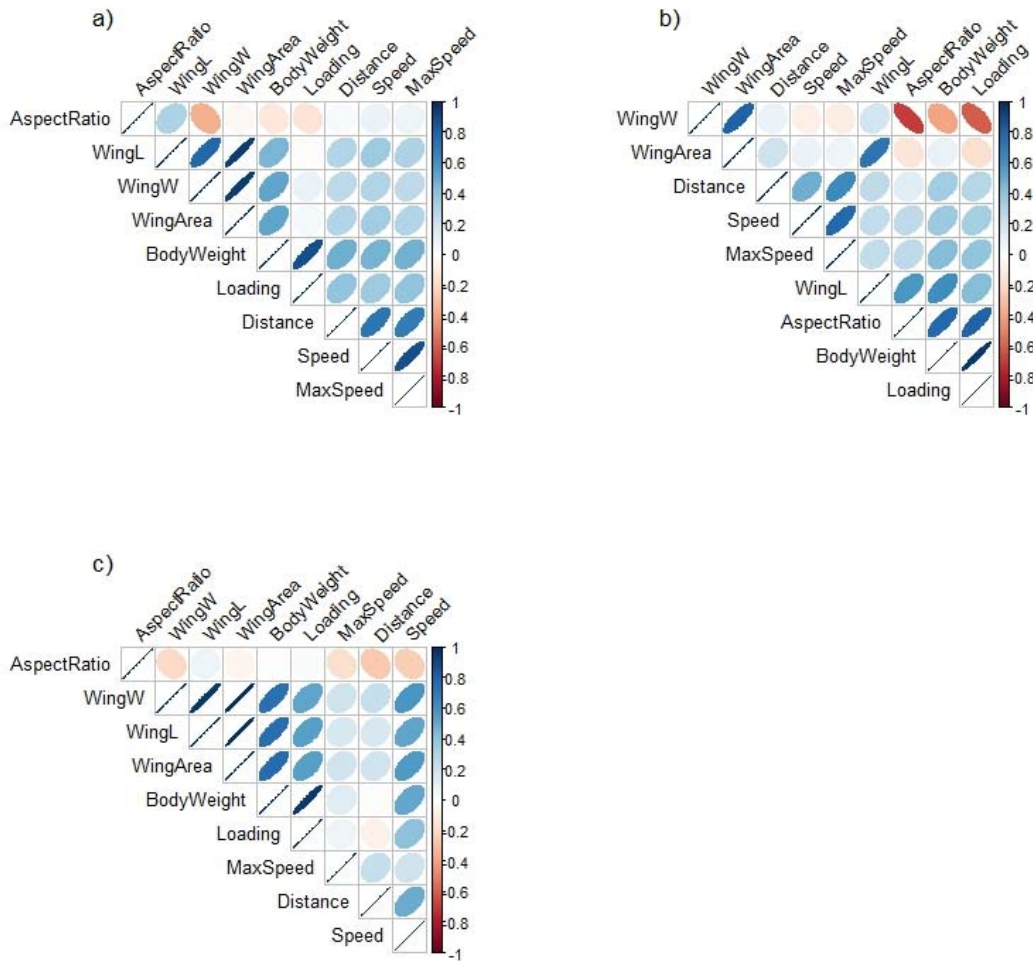 a)
AspectRatio
WingL
WingW
WingArea
BodyWeight
Loading
Distance
Speed
MaxSpeed
AspectRatio
WingL
WingW
WingArea
BodyWeight
Loading
Distance
Speed
MaxSpeed
1
0.8
0.6
0.4
0.2
0
0.2
0.4
0.6
0.8
-1
b)
WingW
WingArea
Distance
Speed
MaxSpeed
WingL
AspectRatio
BodyWeight
Loading
WingW
WingArea
Distance
Speed
MaxSpeed
WingL
AspectRatio
BodyWeight
Loading
1
0.8
0.6
0.4
0.2
0
0.2
0.4
0.6
0.8
-1
c)
AspectRatio
WingW
WingL
WingArea
BodyWeight
Loading
MaxSpeed
Distance
Speed
AspectRatio
WingW
WingL
WingArea
BodyWeight
Loading
MaxSpeed
Distance
Speed
1
0.8
0.6
0.4
0.2
0
0.2
0.4
0.6
0.8
-1